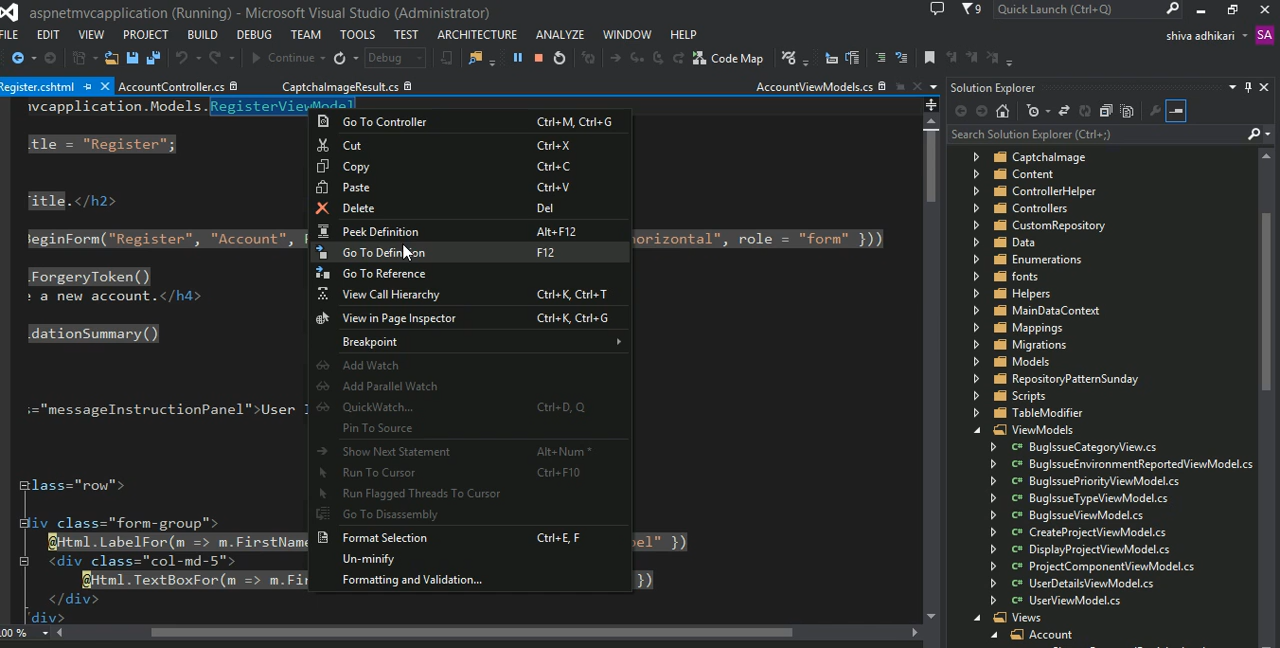 aspnetmvcapplication (Running) - Microsoft Visual Studio (Administrator)
9
Quick Launch (Ctrl+Q)
FILE EDIT VIEW PROJECT BUILD DEBUG TEAM TOOLS TEST ARCHITECTURE ANALYZE WINDOW HELP
shiva adhikari
SA
Continue
Debug
Code Map
Register.cshtml
AccountController.cs
CaptchaImageResult.cs
AccountViewModels.cs
vcapplication.Models.RegisterViewModel
tle = "Register";
itle.</h2>
BeginForm("Register", "Account",
orizontal", role = "form" }))
.ForgeryToken()
e a new account.</h4>
dationSummary()
="messageInstructionPanel">User
lass="row">
iv class="form-group">
@Html.LabelFor(m => m.FirstName
el" })
<div class="col-md-5">
@Html.TextBoxFor(m => m.Fir
})
</div>
div>
00 %
Go To Controller Ctrl+M, Ctrl+G
Cut Ctrl+X
Copy Ctrl+C
Paste Ctrl+V
Delete Del
Peek Definition Alt+F12
Go To Definition F12
Go To Reference
View Call Hierarchy Ctrl+K, Ctrl+T
View in Page Inspector Ctrl+K, Ctrl+G
Breakpoint
Add Watch
Add Parallel Watch
QuickWatch... Ctrl+D, Q
Pin To Source
Show Next Statement Alt+Num *
Run To Cursor Ctrl+F10
Run Flagged Threads To Cursor
Go To Disassembly
Format Selection Ctrl+E, F
Un-minify
Formatting and Validation...
Solution Explorer
Search Solution Explorer (Ctrl+;)
CaptchaImage
Content
ControllerHelper
Controllers
CustomRepository
Data
Enumerations
fonts
Helpers
MainDataContext
Mappings
Migrations
Models
RepositoryPatternSunday
Scripts
TableModifier
ViewModels
C# BugIssueCategoryView.cs
C# BugIssueEnvironmentReportedViewModel.cs
C# BugIssuePriorityViewModel.cs
C# BugIssueTypeViewModel.cs
C# BugIssueViewModel.cs
C# CreateProjectViewModel.cs
C# DisplayProjectViewModel.cs
C# ProjectComponentViewModel.cs
C# UserDetailsViewModel.cs
C# UserViewModel.cs
Views
Account